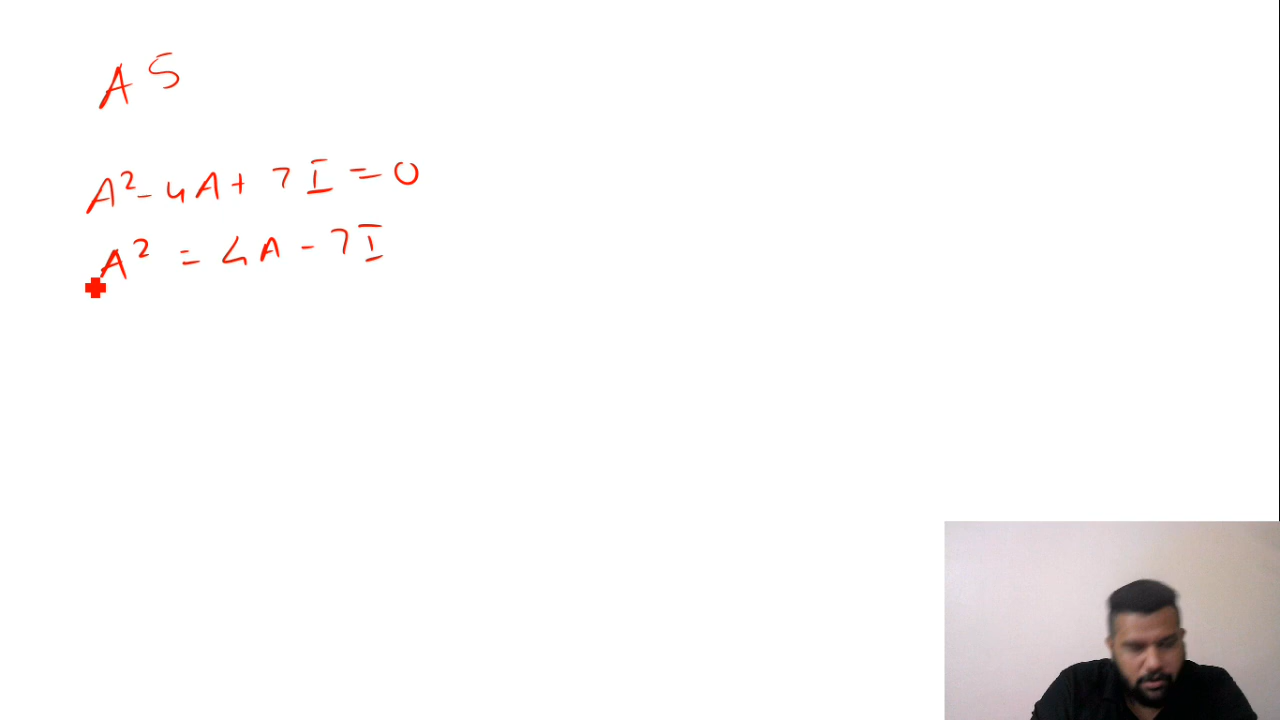 A⁵
A² - 4A + 7I = 0
A² = 4A - 7I